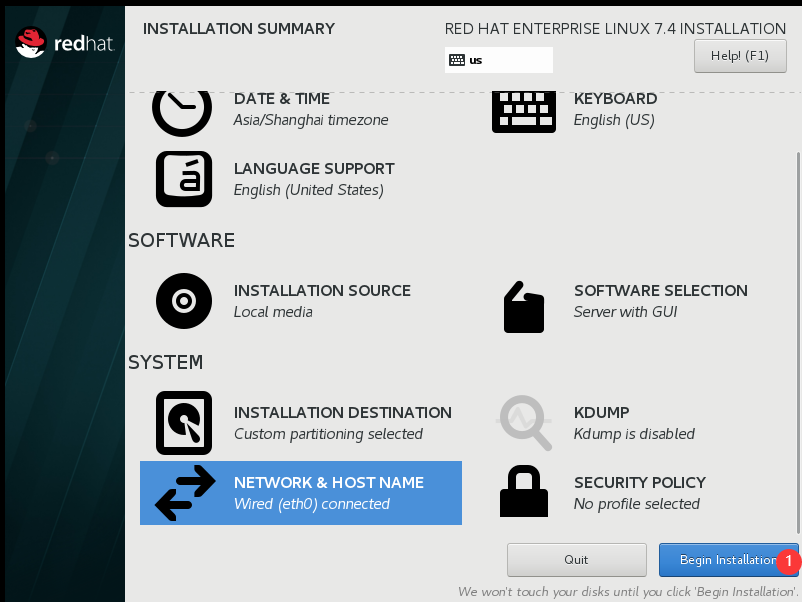 redhat.
INSTALLATION SUMMARY
RED HAT ENTERPRISE LINUX 7.4 INSTALLATION
us
Help! (F1)
DATE & TIME
Asia/Shanghai timezone
KEYBOARD
English (US)
á
LANGUAGE SUPPORT
English (United States)
SOFTWARE
INSTALLATION SOURCE
Local media
SOFTWARE SELECTION
Server with GUI
SYSTEM
INSTALLATION DESTINATION
Custom partitioning selected
KDUMP
Kdump is disabled
NETWORK & HOST NAME
Wired (eth0) connected
SECURITY POLICY
No profile selected
Quit
Begin Installation
1
We won't touch your disks until you click 'Begin Installation'.